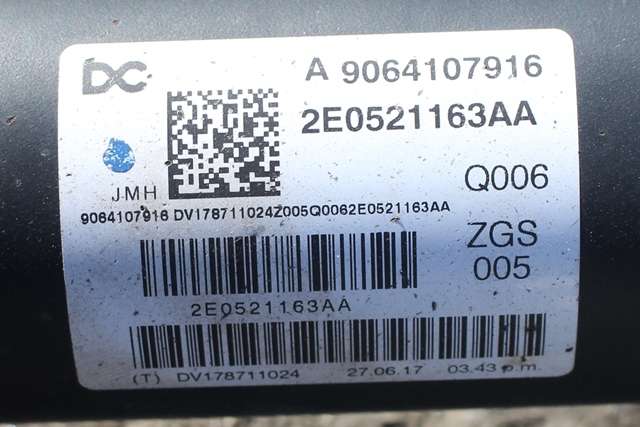 DC
A 9064107916
2E0521163AA
JMH
Q006
9064107916 DV178711024Z005Q0062E0521163AA
ZGS
005
2E0521163AA
(T) DV178711024 27.06.17 03.43 p.m.